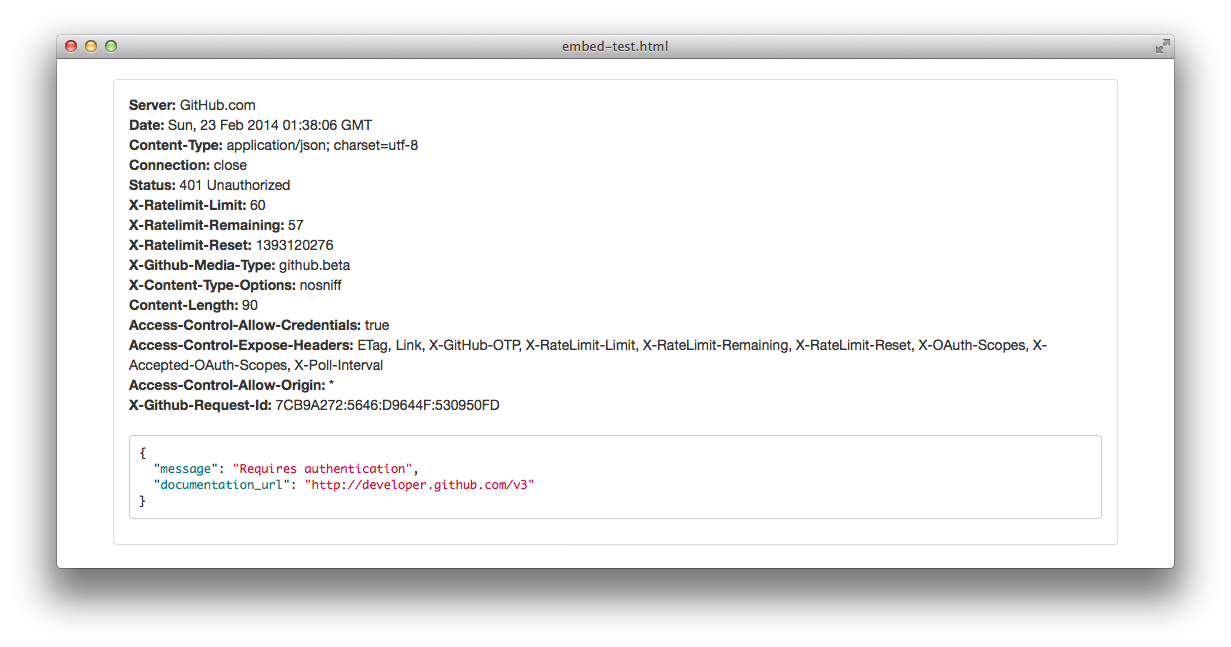 embed-test.html
Server: GitHub.com
Date: Sun, 23 Feb 2014 01:38:06 GMT
Content-Type: application/json; charset=utf-8
Connection: close
Status: 401 Unauthorized
X-Ratelimit-Limit: 60
X-Ratelimit-Remaining: 57
X-Ratelimit-Reset: 1393120276
X-Github-Media-Type: github.beta
X-Content-Type-Options: nosniff
Content-Length: 90
Access-Control-Allow-Credentials: true
Access-Control-Expose-Headers: ETag, Link, X-GitHub-OTP, X-RateLimit-Limit, X-RateLimit-Remaining, X-RateLimit-Reset, X-OAuth-Scopes, X-
Accepted-OAuth-Scopes, X-Poll-Interval
Access-Control-Allow-Origin: *
X-Github-Request-Id: 7CB9A272:5646:D9644F:530950FD
{
  "message": "Requires authentication",
  "documentation_url": "http://developer.github.com/v3"
}